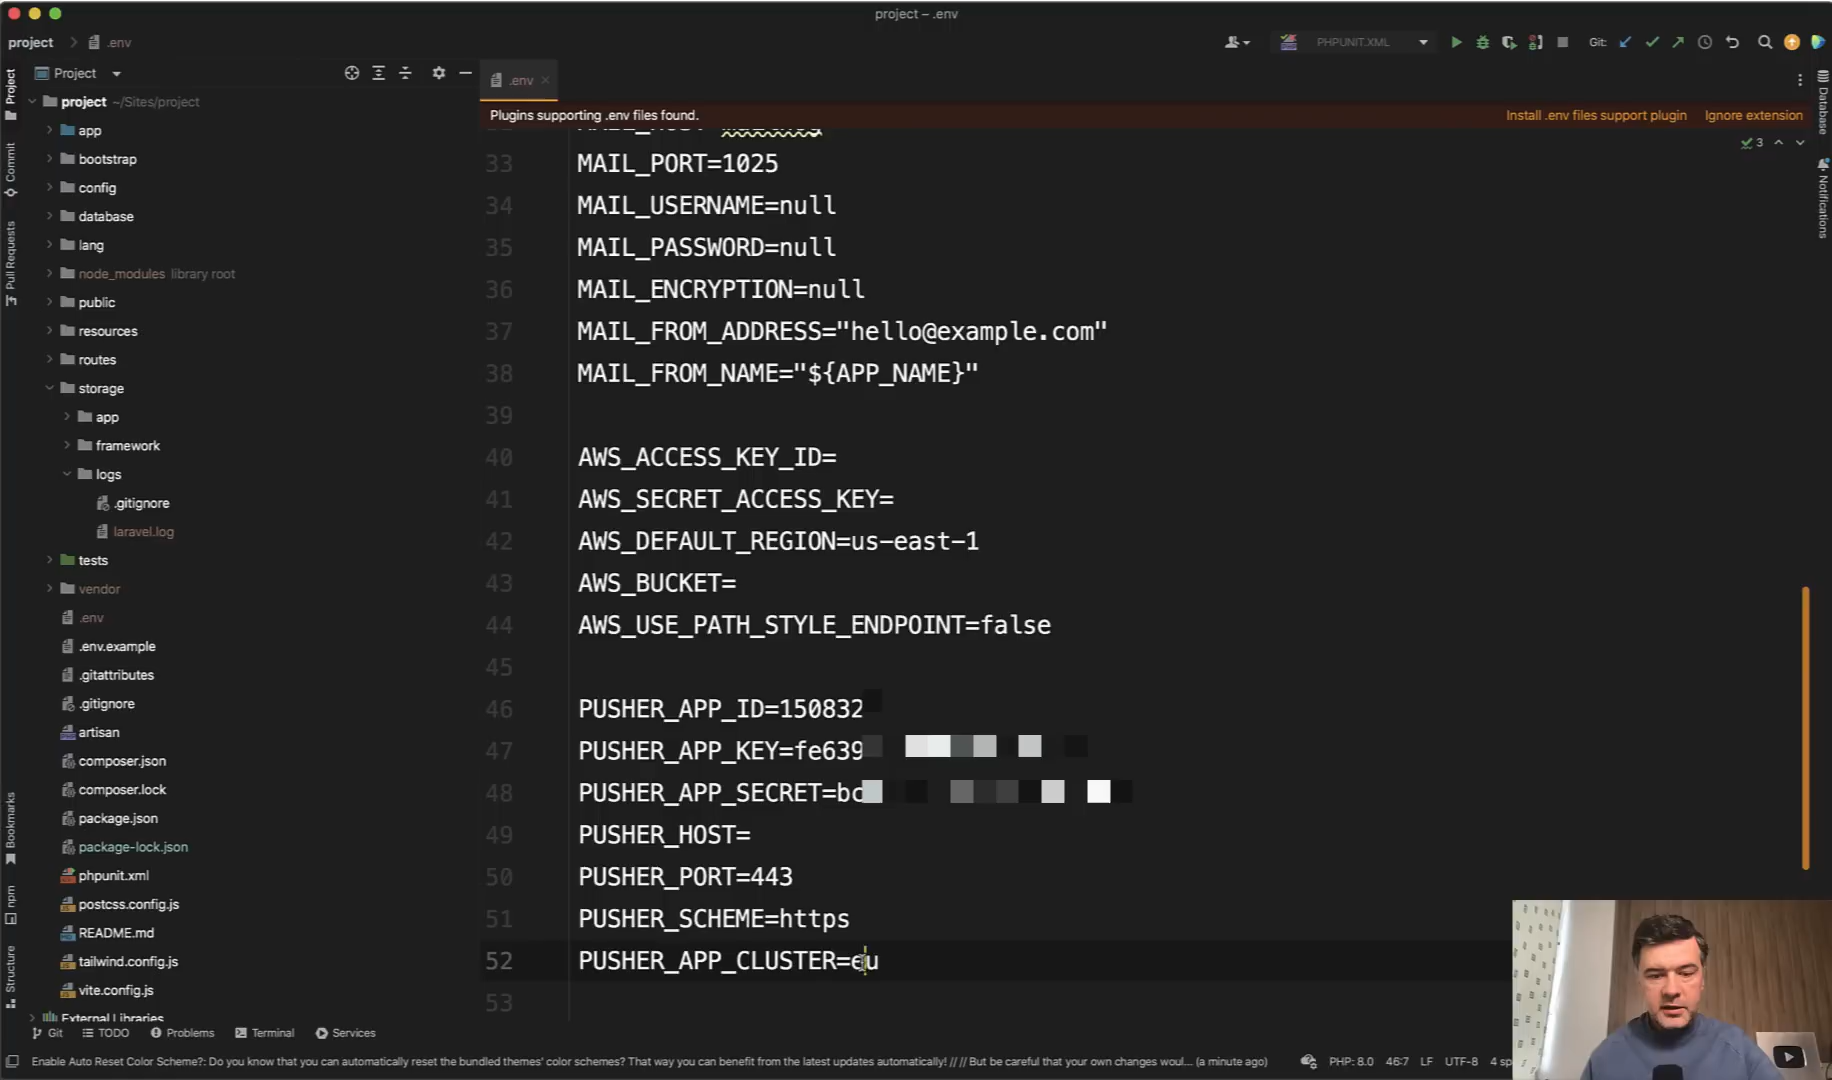 project – .env
project
.env
PHPUNIT.XML
Git:
Project
.env
Plugins supporting .env files found.
Install .env files support plugin
Ignore extension
3
project ~/Sites/project
app
bootstrap
config
database
lang
node_modules library root
public
resources
routes
storage
app
framework
logs
.gitignore
laravel.log
tests
vendor
.env
.env.example
.gitattributes
.gitignore
artisan
composer.json
composer.lock
package.json
package-lock.json
phpunit.xml
postcss.config.js
README.md
tailwind.config.js
vite.config.js
External Libraries
33 MAIL_PORT=1025
34 MAIL_USERNAME=null
35 MAIL_PASSWORD=null
36 MAIL_ENCRYPTION=null
37 MAIL_FROM_ADDRESS="hello@example.com"
38 MAIL_FROM_NAME="${APP_NAME}"
39
40 AWS_ACCESS_KEY_ID=
41 AWS_SECRET_ACCESS_KEY=
42 AWS_DEFAULT_REGION=us-east-1
43 AWS_BUCKET=
44 AWS_USE_PATH_STYLE_ENDPOINT=false
45
46 PUSHER_APP_ID=150832
47 PUSHER_APP_KEY=fe639
48 PUSHER_APP_SECRET=bc
49 PUSHER_HOST=
50 PUSHER_PORT=443
51 PUSHER_SCHEME=https
52 PUSHER_APP_CLUSTER=eu
53
Project
Commit
Pull Requests
Bookmarks
npm
Structure
Database
Notifications
Git
TODO
Problems
Terminal
Services
Enable Auto Reset Color Scheme?: Do you know that you can automatically reset the bundled themes' color schemes? That way you can benefit from the latest updates automatically! // // But be careful that your own changes wou... (a minute ago)
PHP: 8.0
46:7
LF
UTF-8
4 sp